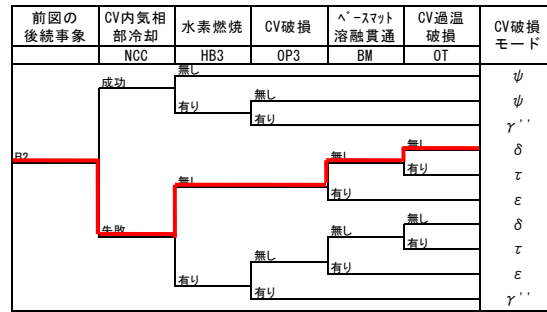 前図の
後続事象
CV内気相
部冷却
水素燃焼
CV破損
ﾍﾞｰｽﾏｯﾄ
溶融貫通
CV過温
破損
CV破損
モード
NCC
HB3
OP3
BM
OT
無し
ψ
成功
無し
ψ
有り
有り
γ''
無し
δ
B2
無し
有り
τ
無し
有り
ε
失敗
無し
δ
無し
有り
τ
無し
有り
ε
有り
有り
γ''